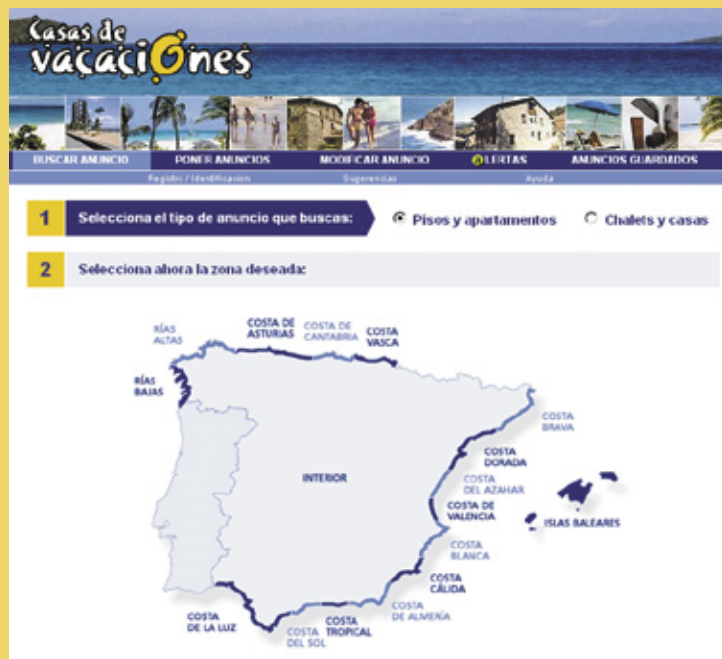 Casas de
vacaciones
BUSCAR ANUNCIO PONER ANUNCIOS MODIFICAR ANUNCIO @LERTAS ANUNCIOS GUARDADOS
Registro / Identificacion Sugerencias Ayuda
1 Selecciona el tipo de anuncio que buscas: Pisos y apartamentos Chalets y casas
2 Selecciona ahora la zona deseada:
RÍAS
ALTAS
COSTA DE
ASTURIAS
COSTA DE
CANTABRIA
COSTA
VASCA
RÍAS
BAJAS
COSTA
BRAVA
COSTA
DORADA
INTERIOR
COSTA
DEL AZAHAR
COSTA DE
VALENCIA
ISLAS BALEARES
COSTA
BLANCA
COSTA
CÁLIDA
COSTA
DE ALMERÍA
COSTA
DE LA LUZ
COSTA
DEL SOL
COSTA
TROPICAL